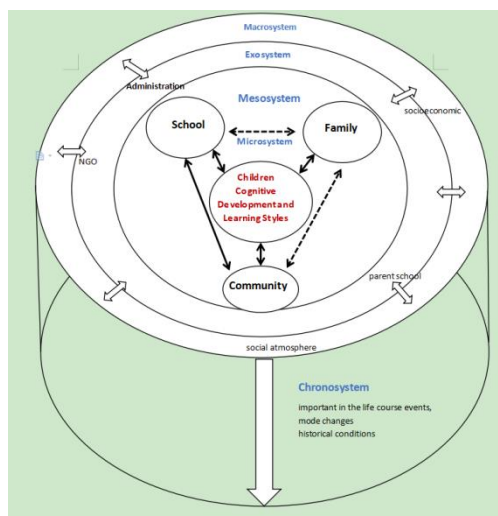 Macrosystem
Exosystem
Administration
Mesosystem
socioeconomic
School
Family
Microsystem
NGO
Children
Cognitive
Development and
Learning Styles
parent school
Community
social atmosphere
Chronosystem
important in the life course events,
mode changes
historical conditions